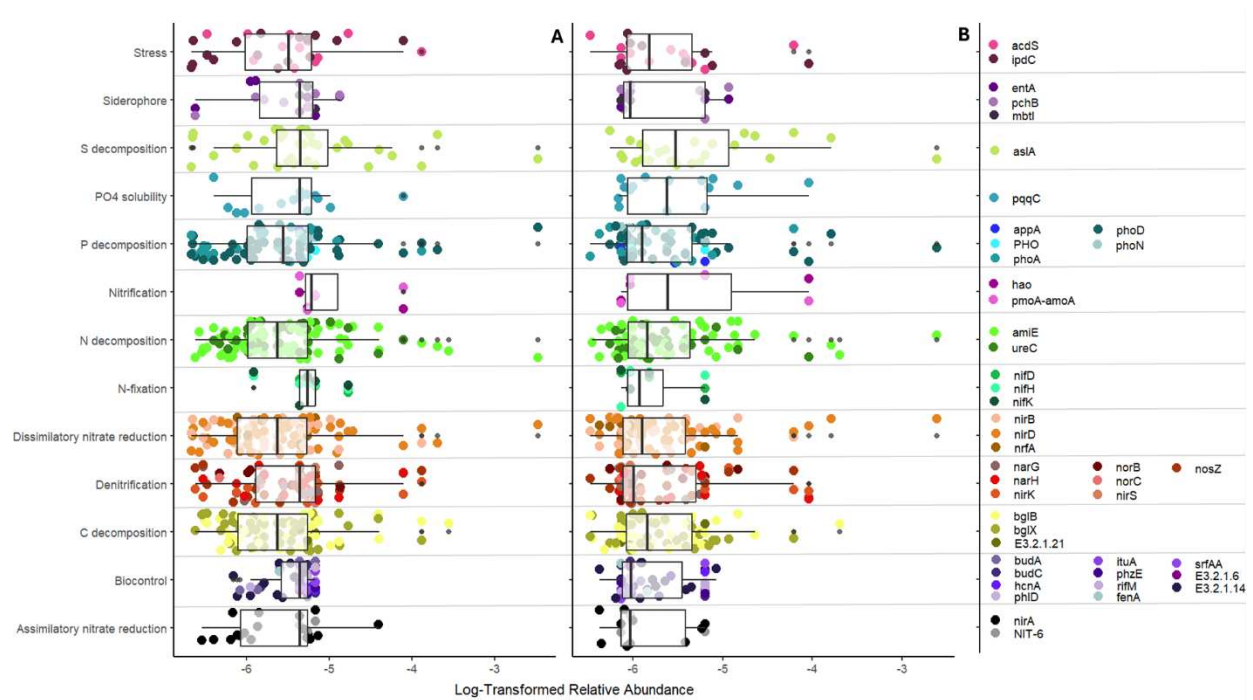 A
B
Stress
Siderophore
S decomposition
PO4 solubility
P decomposition
Nitrification
N decomposition
N-fixation
Dissimilatory nitrate reduction
Denitrification
C decomposition
Biocontrol
Assimilatory nitrate reduction
-6 -5 -4 -3 -6 -5 -4 -3
Log-Transformed Relative Abundance
acdS
ipdC
entA
pchB
mbtI
aslA
pqqC
appA phoD
PHO phoN
phoA
hao
pmoA-amoA
amiE
ureC
nifD
nifH
nifK
nirB
nirD
nrfA
narG norB nosZ
narH norC
nirK nirS
bglB
bglX
E3.2.1.21
budA ituA srfAA
budC phzE E3.2.1.6
hcnA rifM E3.2.1.14
phlD fenA
nirA
NIT-6